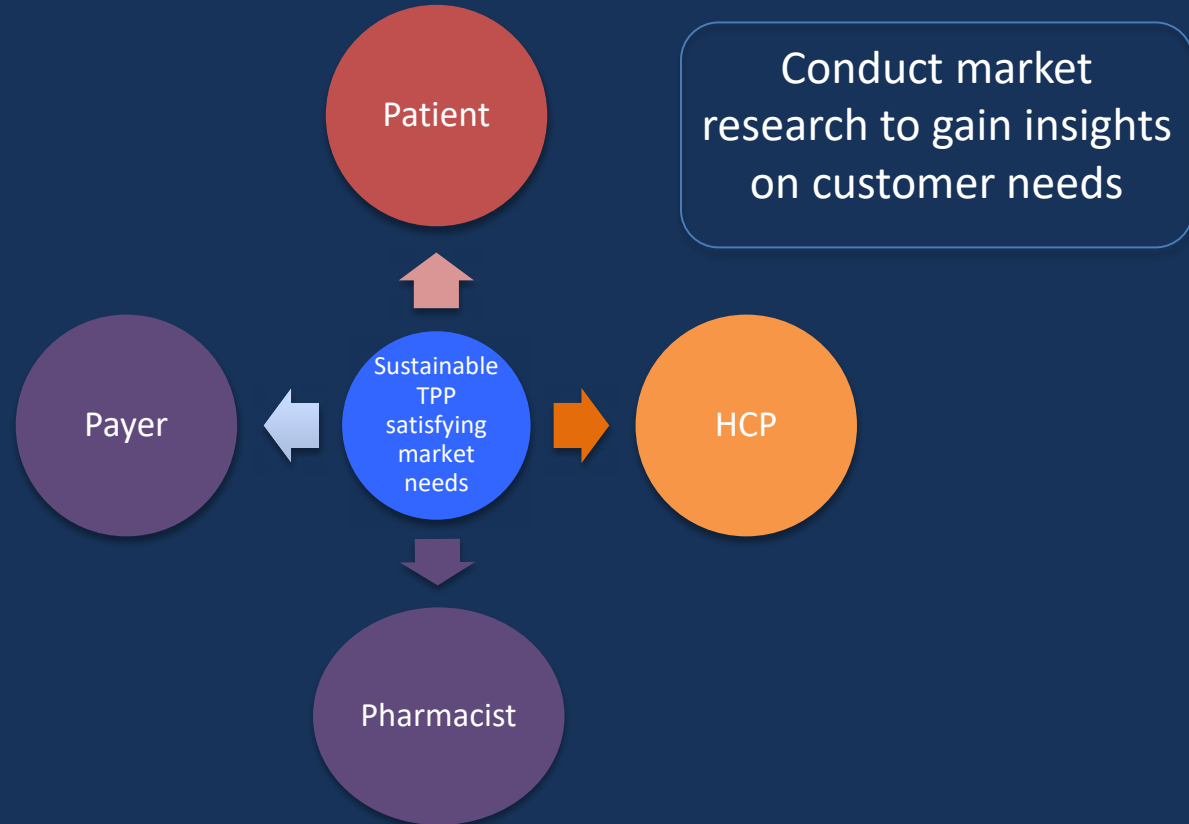 Patient
Conduct market
research to gain insights
on customer needs
Payer
Sustainable
TPP
satisfying
market
needs
HCP
Pharmacist